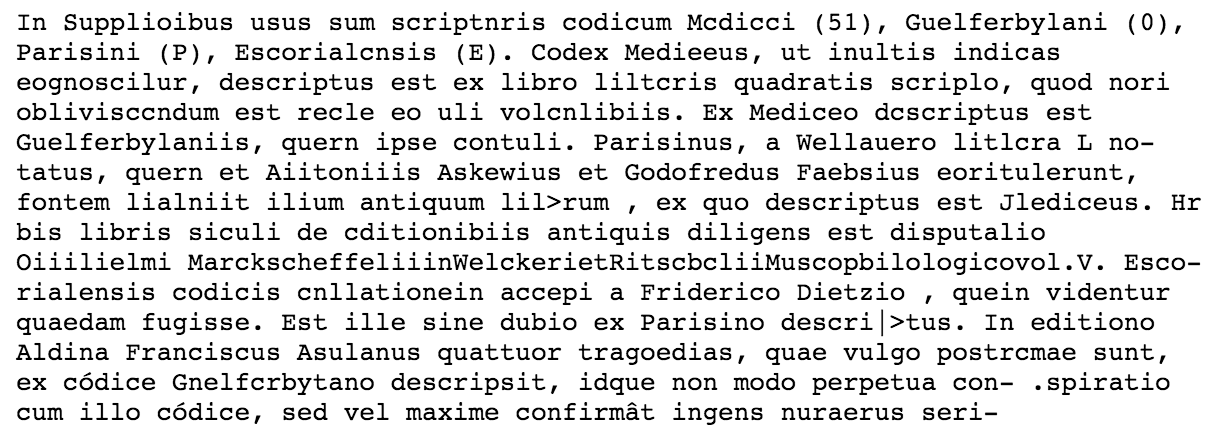 In Supplioibus usus sum scriptnris codicum Mcdicci (51), Guelferbylani (0),
Parisini (P), Escorialcnsis (E). Codex Medieeus, ut inultis indicas
eognoscilur, descriptus est ex libro liltcris quadratis scriplo, quod nori
oblivisccndum est recle eo uli volcnlibiis. Ex Mediceo dcscriptus est
Guelferbylaniis, quern ipse contuli. Parisinus, a Wellauero litlcra L no-
tatus, quern et Aiitoniiis Askewius et Godofredus Faebsius eoritulerunt,
fontem lialniit ilium antiquum lil>rum , ex quo descriptus est Jlediceus. Hr
bis libris siculi de cditionibiis antiquis diligens est disputalio
Oiiilielmi MarckscheffeliiinWelckerietRitscbcliiMuscopbilologicovol.V. Esco-
rialensis codicis cnllationein accepi a Friderico Dietzio , quein videntur
quaedam fugisse. Est ille sine dubio ex Parisino descri|>tus. In editiono
Aldina Franciscus Asulanus quattuor tragoedias, quae vulgo postrcmae sunt,
ex códice Gnelfcrbytano descripsit, idque non modo perpetua con- .spiratio
cum illo códice, sed vel maxime confirmât ingens nuraerus seri-